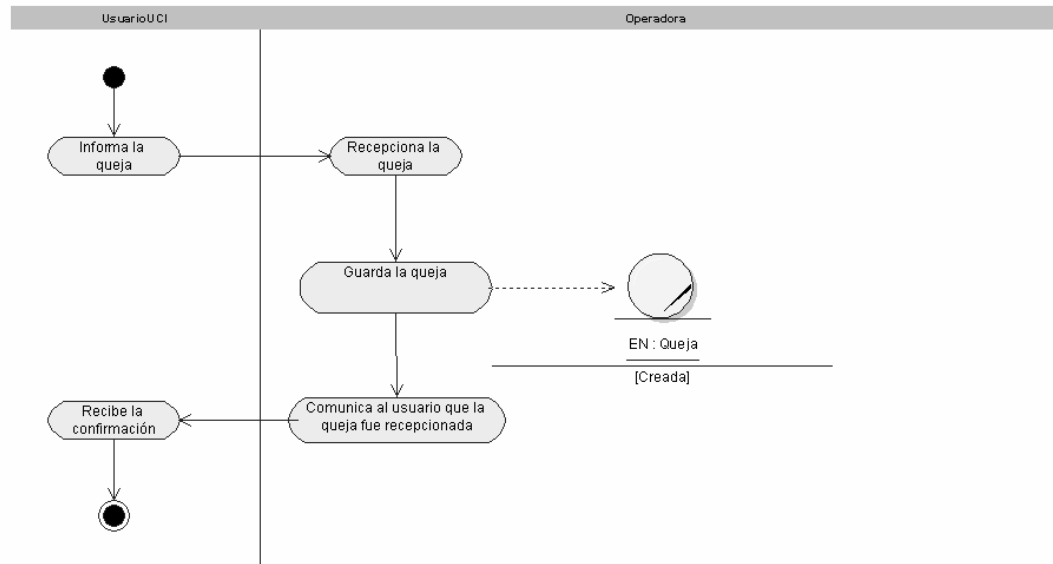 UsuarioUCI
Operadora
Informa la
queja
Recepciona la
queja
Guarda la queja
EN : Queja
[Creada]
Comunica al usuario que la
queja fue recepcionada
Recibe la
confirmación